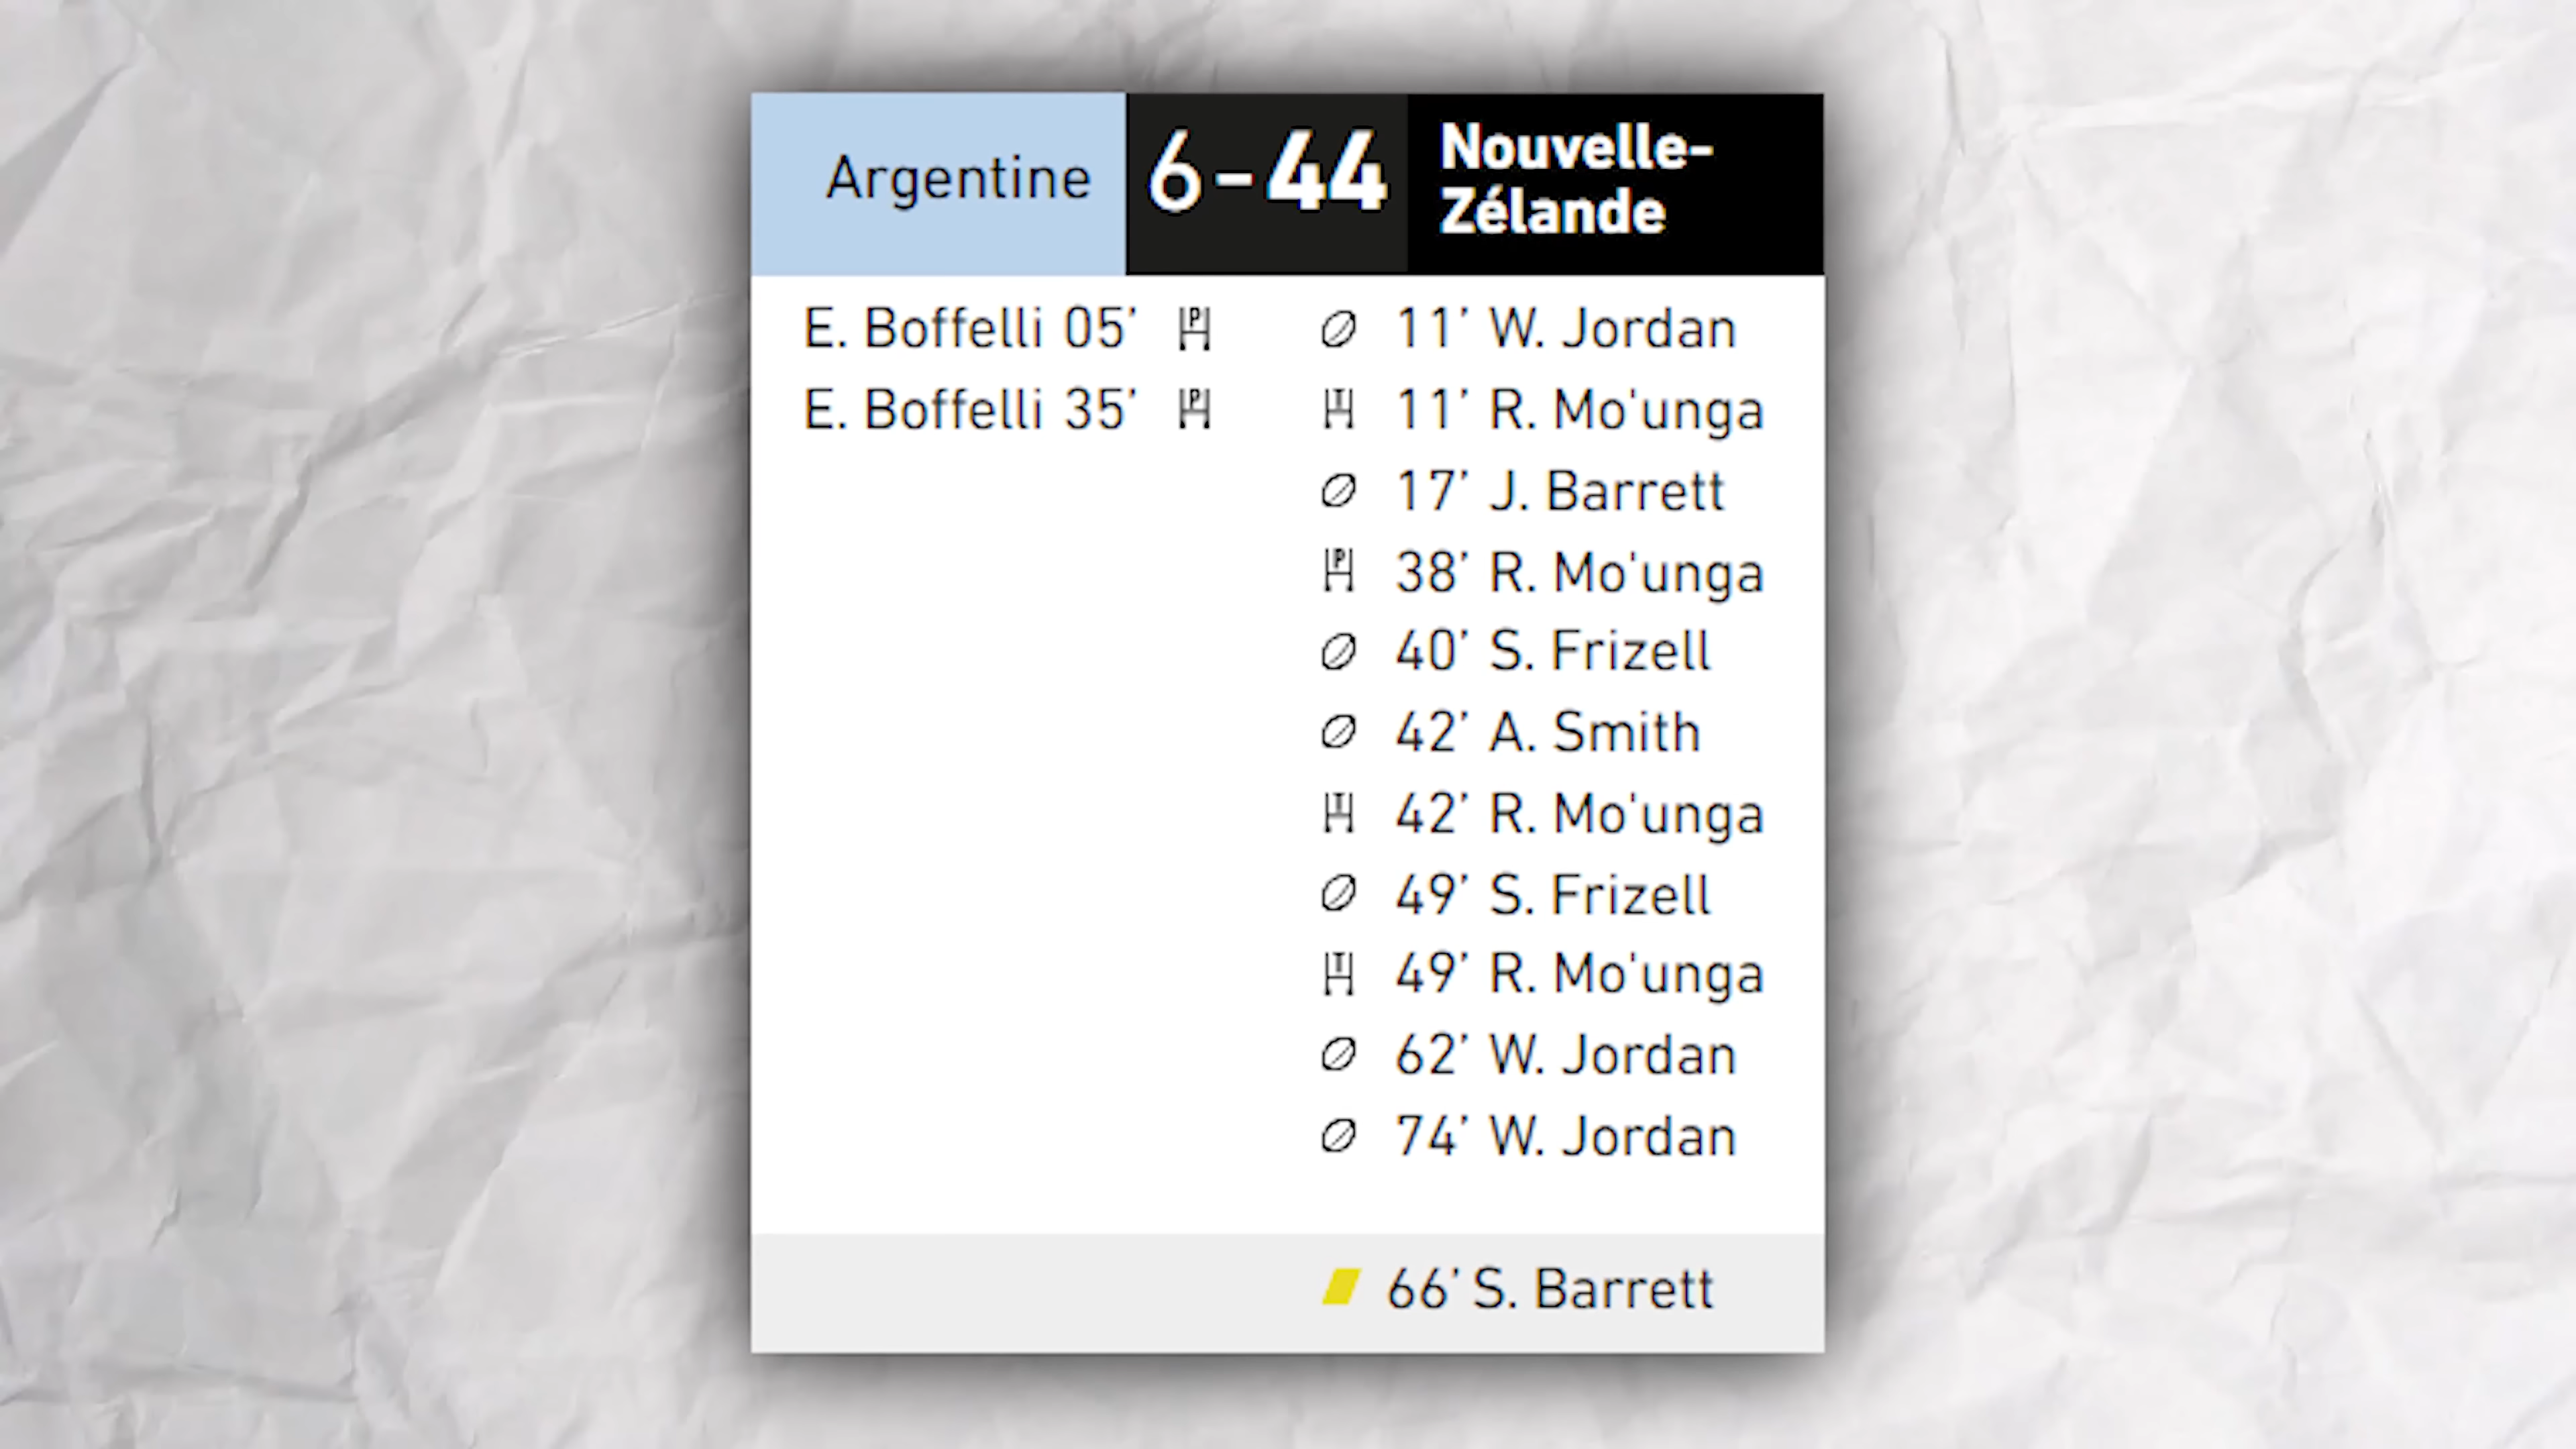 Argentine 6-44 Nouvelle-
Zélande
E. Boffelli 05’ P 11’ W. Jordan
E. Boffelli 35’ P T 11’ R. Mo'unga
17’ J. Barrett
P 38’ R. Mo'unga
40’ S. Frizell
42’ A. Smith
T 42’ R. Mo'unga
49’ S. Frizell
T 49’ R. Mo'unga
62’ W. Jordan
74’ W. Jordan
66’ S. Barrett